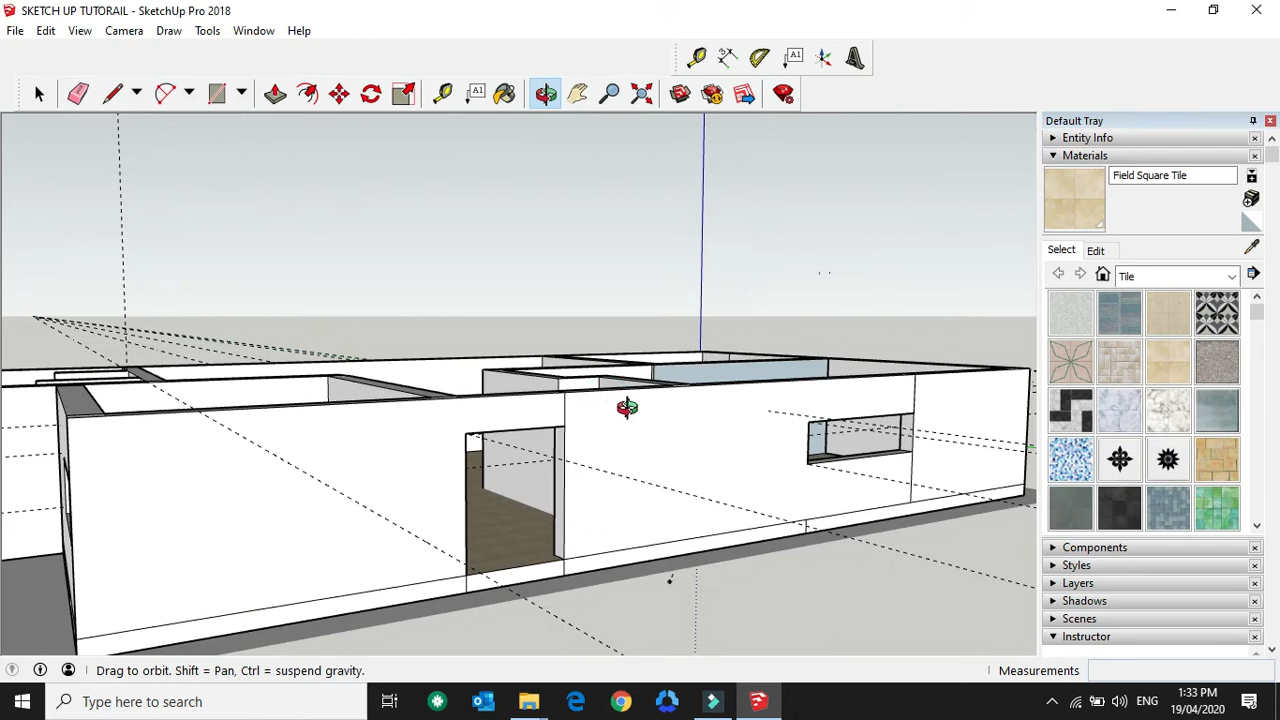 SKETCH UP TUTORAIL - SketchUp Pro 2018
File Edit View Camera Draw Tools Window Help
A1
A1
Default Tray
Entity Info
Materials
Field Square Tile
Select Edit
Tile
Components
Styles
Layers
Shadows
Scenes
Instructor
Drag to orbit. Shift = Pan, Ctrl = suspend gravity.
Measurements
Type here to search
ENG
1:33 PM
19/04/2020